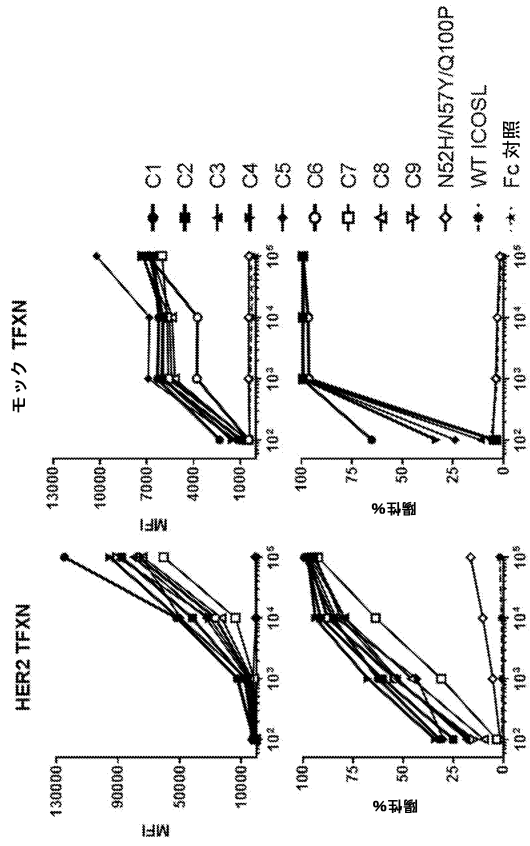 HER2 TFXN
MFI
130000
90000
50000
10000
10² 10³ 10⁴ 10⁵
陽性%
100
75
50
25
0
10² 10³ 10⁴ 10⁵
モック TFXN
MFI
13000
10000
7000
4000
1000
10² 10³ 10⁴ 10⁵
陽性%
100
75
50
25
0
10² 10³ 10⁴ 10⁵
C1
C2
C3
C4
C5
C6
C7
C8
C9
N52H/N57Y/Q100P
WT ICOSL
Fc 対照